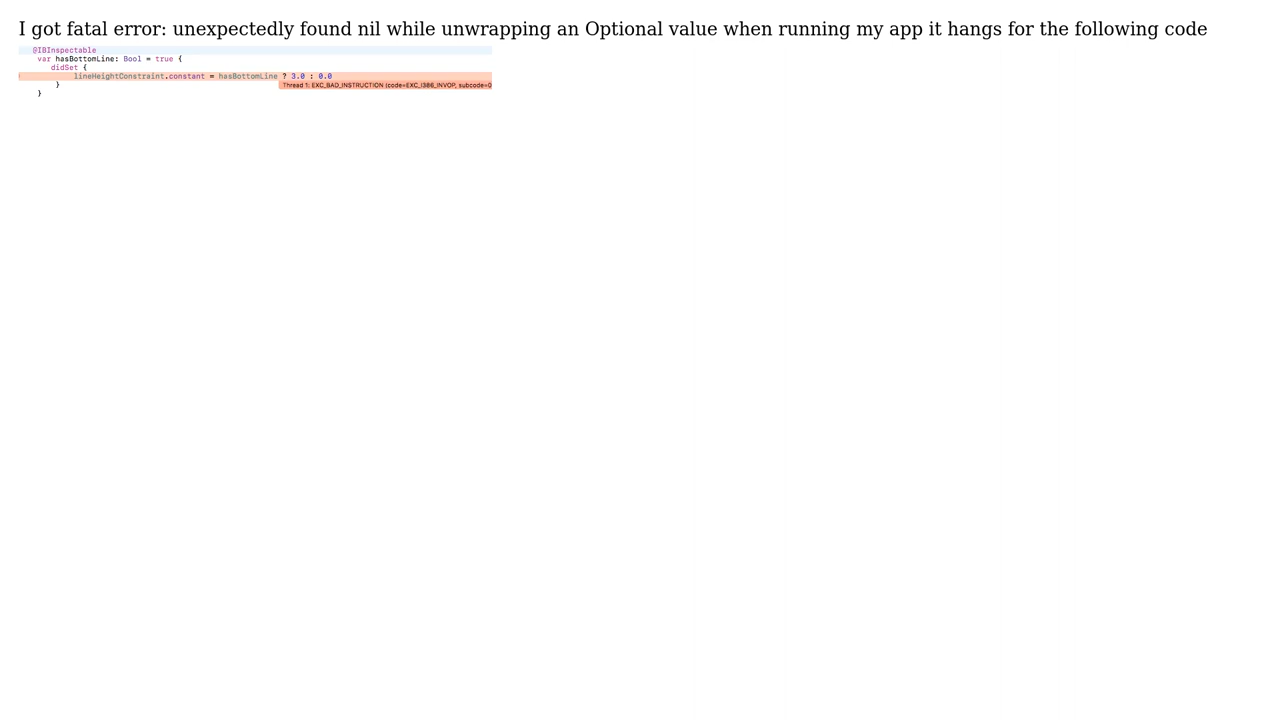 I got fatal error: unexpectedly found nil while unwrapping an Optional value when running my app it hangs for the following code
@IBInspectable
var hasBottomLine: Bool = true {
didSet {
lineHeightConstraint.constant = hasBottomLine ? 3.0 : 0.0
Thread 1: EXC_BAD_INSTRUCTION (code=EXC_I386_INVOP, subcode=0
}
}